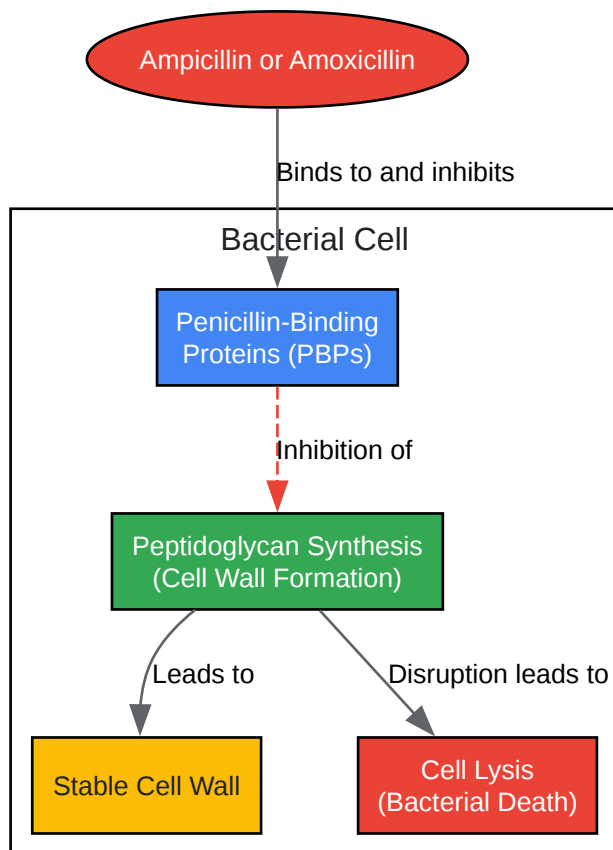 Ampicillin or Amoxicillin
Binds to and inhibits
Bacterial Cell
Penicillin-Binding
Proteins (PBPs)
Inhibition of
Peptidoglycan Synthesis
(Cell Wall Formation)
Leads to
Disruption leads to
Stable Cell Wall
Cell Lysis
(Bacterial Death)